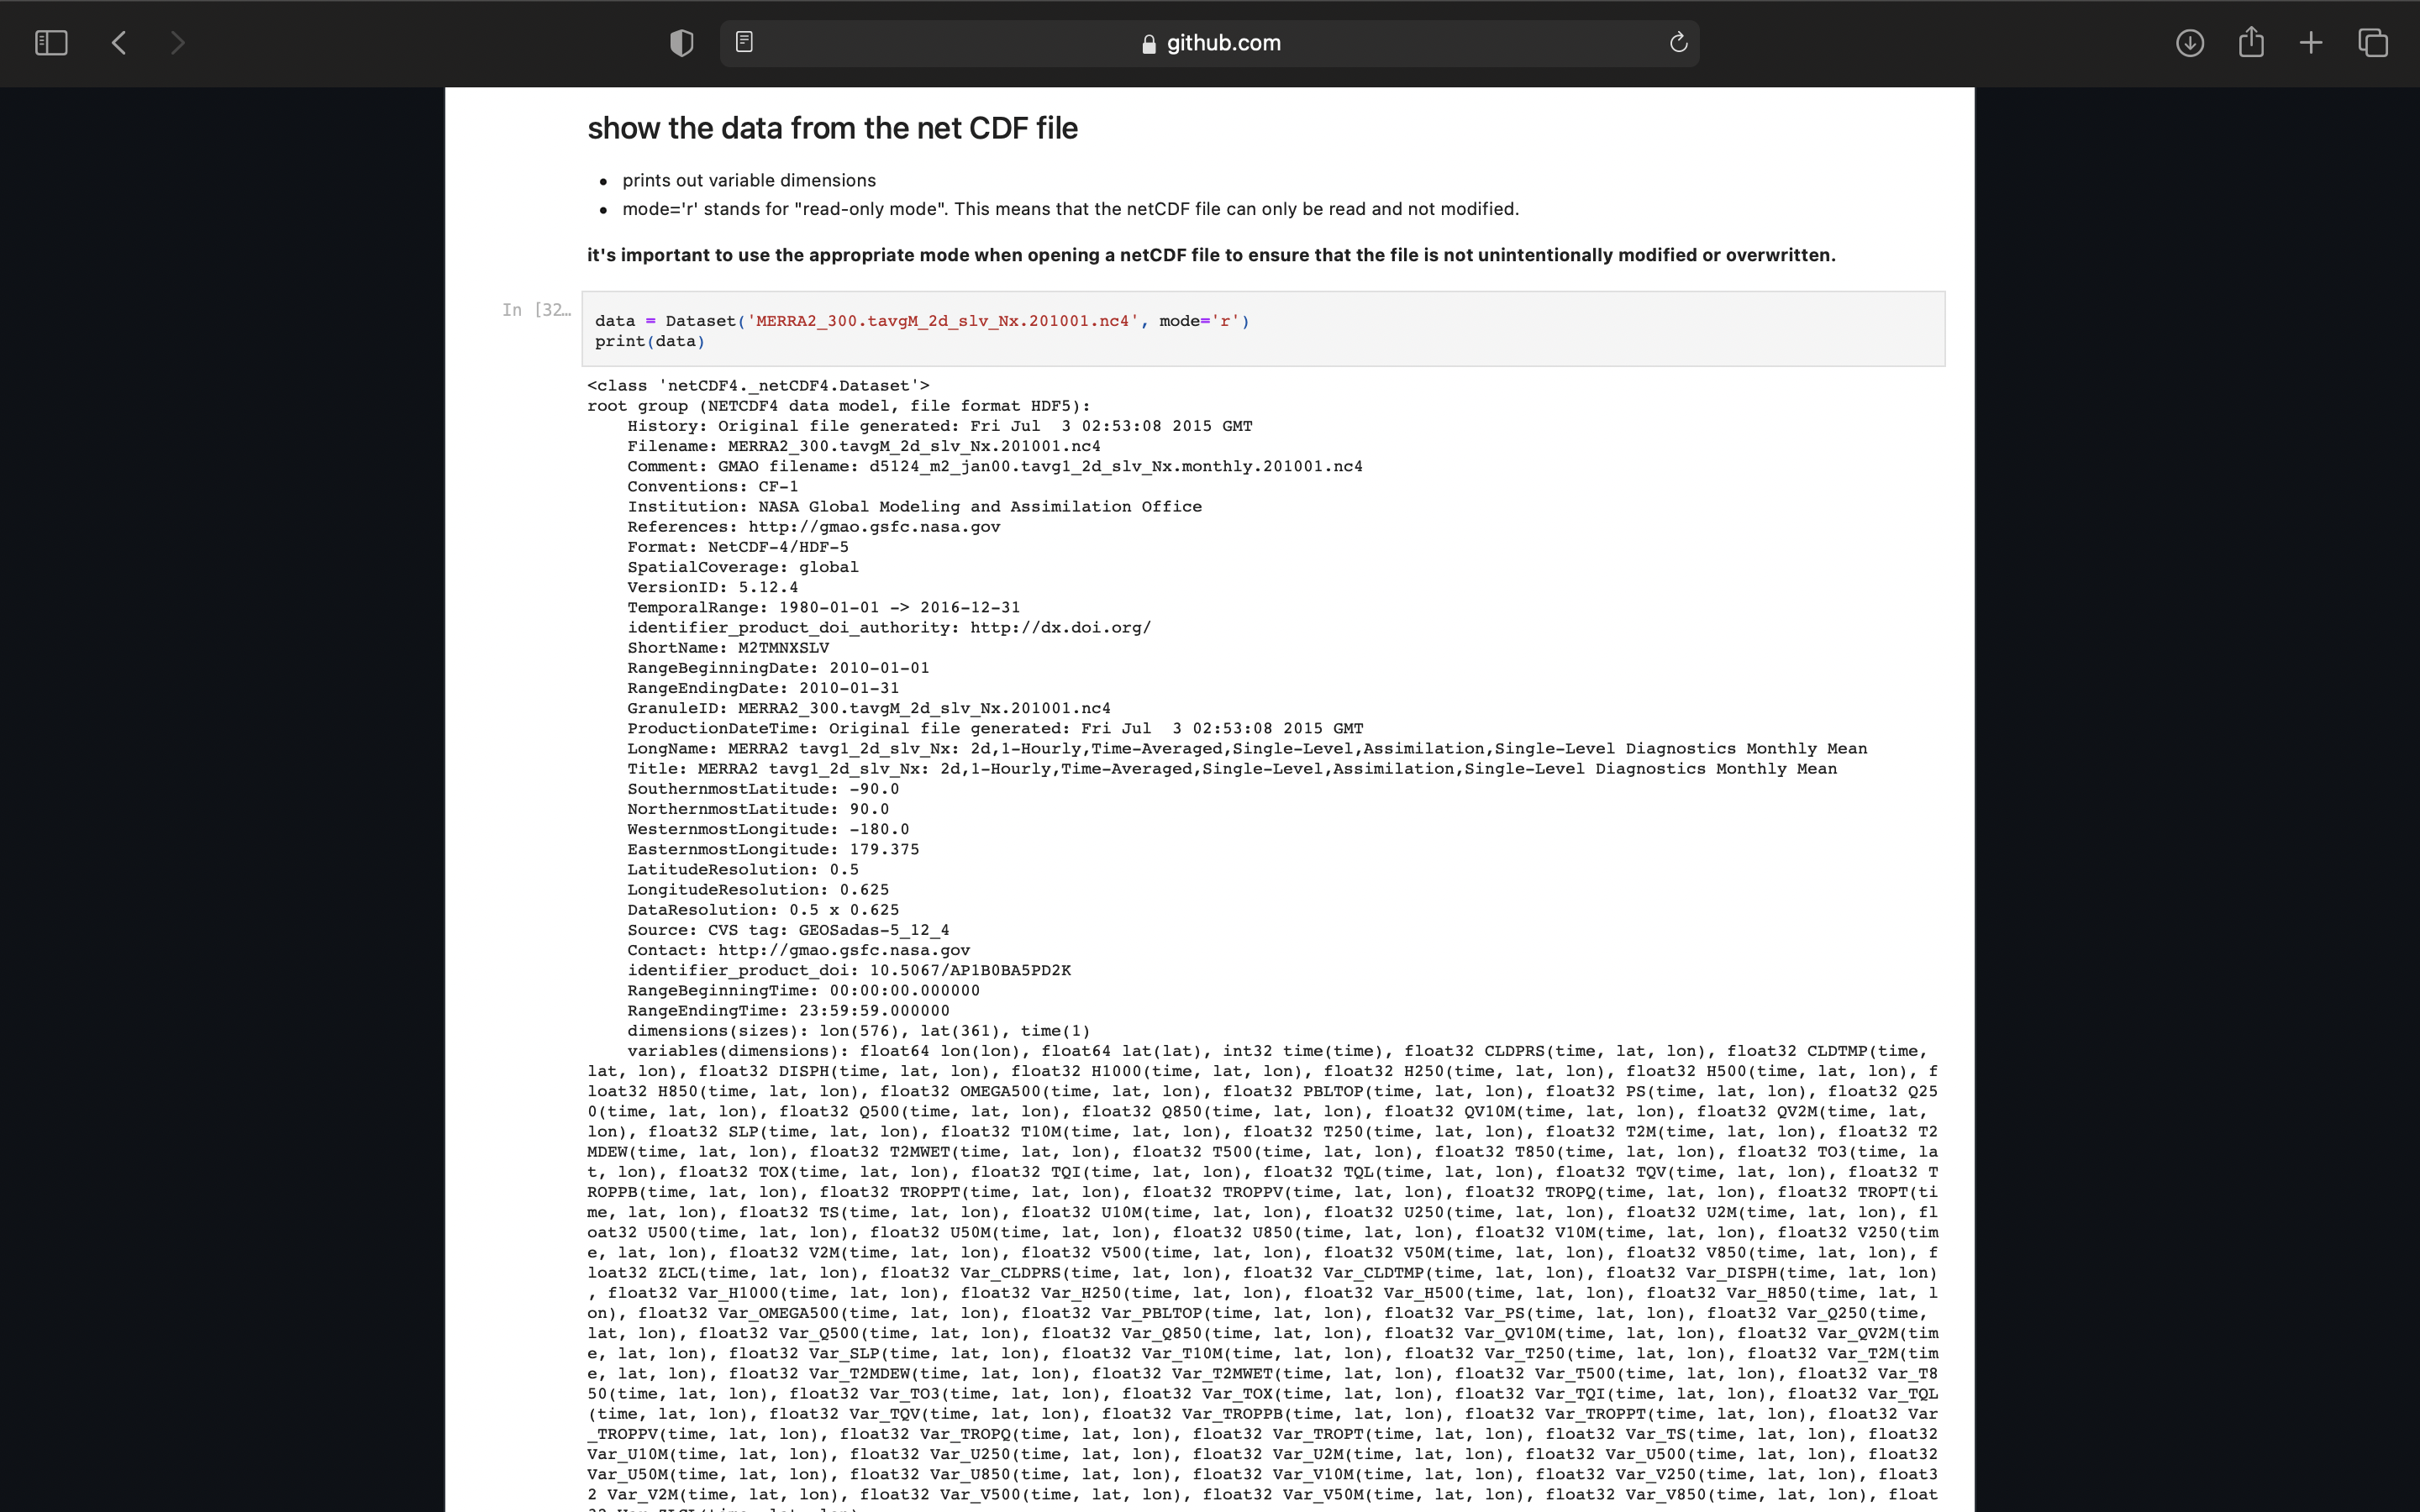 github.com
show the data from the net CDF file
• prints out variable dimensions
• mode='r' stands for "read-only mode". This means that the netCDF file can only be read and not modified.
it's important to use the appropriate mode when opening a netCDF file to ensure that the file is not unintentionally modified or overwritten.
In [32…
data = Dataset('MERRA2_300.tavgM_2d_slv_Nx.201001.nc4', mode='r')
print(data)
<class 'netCDF4._netCDF4.Dataset'>
root group (NETCDF4 data model, file format HDF5):
    History: Original file generated: Fri Jul  3 02:53:08 2015 GMT
    Filename: MERRA2_300.tavgM_2d_slv_Nx.201001.nc4
    Comment: GMAO filename: d5124_m2_jan00.tavg1_2d_slv_Nx.monthly.201001.nc4
    Conventions: CF-1
    Institution: NASA Global Modeling and Assimilation Office
    References: http://gmao.gsfc.nasa.gov
    Format: NetCDF-4/HDF-5
    SpatialCoverage: global
    VersionID: 5.12.4
    TemporalRange: 1980-01-01 -> 2016-12-31
    identifier_product_doi_authority: http://dx.doi.org/
    ShortName: M2TMNXSLV
    RangeBeginningDate: 2010-01-01
    RangeEndingDate: 2010-01-31
    GranuleID: MERRA2_300.tavgM_2d_slv_Nx.201001.nc4
    ProductionDateTime: Original file generated: Fri Jul  3 02:53:08 2015 GMT
    LongName: MERRA2 tavg1_2d_slv_Nx: 2d,1-Hourly,Time-Averaged,Single-Level,Assimilation,Single-Level Diagnostics Monthly Mean
    Title: MERRA2 tavg1_2d_slv_Nx: 2d,1-Hourly,Time-Averaged,Single-Level,Assimilation,Single-Level Diagnostics Monthly Mean
    SouthernmostLatitude: -90.0
    NorthernmostLatitude: 90.0
    WesternmostLongitude: -180.0
    EasternmostLongitude: 179.375
    LatitudeResolution: 0.5
    LongitudeResolution: 0.625
    DataResolution: 0.5 x 0.625
    Source: CVS tag: GEOSadas-5_12_4
    Contact: http://gmao.gsfc.nasa.gov
    identifier_product_doi: 10.5067/AP1B0BA5PD2K
    RangeBeginningTime: 00:00:00.000000
    RangeEndingTime: 23:59:59.000000
    dimensions(sizes): lon(576), lat(361), time(1)
    variables(dimensions): float64 lon(lon), float64 lat(lat), int32 time(time), float32 CLDPRS(time, lat, lon), float32 CLDTMP(time,
lat, lon), float32 DISPH(time, lat, lon), float32 H1000(time, lat, lon), float32 H250(time, lat, lon), float32 H500(time, lat, lon), f
loat32 H850(time, lat, lon), float32 OMEGA500(time, lat, lon), float32 PBLTOP(time, lat, lon), float32 PS(time, lat, lon), float32 Q25
0(time, lat, lon), float32 Q500(time, lat, lon), float32 Q850(time, lat, lon), float32 QV10M(time, lat, lon), float32 QV2M(time, lat,
lon), float32 SLP(time, lat, lon), float32 T10M(time, lat, lon), float32 T250(time, lat, lon), float32 T2M(time, lat, lon), float32 T2
MDEW(time, lat, lon), float32 T2MWET(time, lat, lon), float32 T500(time, lat, lon), float32 T850(time, lat, lon), float32 TO3(time, la
t, lon), float32 TOX(time, lat, lon), float32 TQI(time, lat, lon), float32 TQL(time, lat, lon), float32 TQV(time, lat, lon), float32 T
ROPPB(time, lat, lon), float32 TROPPT(time, lat, lon), float32 TROPPV(time, lat, lon), float32 TROPQ(time, lat, lon), float32 TROPT(ti
me, lat, lon), float32 TS(time, lat, lon), float32 U10M(time, lat, lon), float32 U250(time, lat, lon), float32 U2M(time, lat, lon), fl
oat32 U500(time, lat, lon), float32 U50M(time, lat, lon), float32 U850(time, lat, lon), float32 V10M(time, lat, lon), float32 V250(tim
e, lat, lon), float32 V2M(time, lat, lon), float32 V500(time, lat, lon), float32 V50M(time, lat, lon), float32 V850(time, lat, lon), f
loat32 ZLCL(time, lat, lon), float32 Var_CLDPRS(time, lat, lon), float32 Var_CLDTMP(time, lat, lon), float32 Var_DISPH(time, lat, lon)
, float32 Var_H1000(time, lat, lon), float32 Var_H250(time, lat, lon), float32 Var_H500(time, lat, lon), float32 Var_H850(time, lat, l
on), float32 Var_OMEGA500(time, lat, lon), float32 Var_PBLTOP(time, lat, lon), float32 Var_PS(time, lat, lon), float32 Var_Q250(time,
lat, lon), float32 Var_Q500(time, lat, lon), float32 Var_Q850(time, lat, lon), float32 Var_QV10M(time, lat, lon), float32 Var_QV2M(tim
e, lat, lon), float32 Var_SLP(time, lat, lon), float32 Var_T10M(time, lat, lon), float32 Var_T250(time, lat, lon), float32 Var_T2M(tim
e, lat, lon), float32 Var_T2MDEW(time, lat, lon), float32 Var_T2MWET(time, lat, lon), float32 Var_T500(time, lat, lon), float32 Var_T8
50(time, lat, lon), float32 Var_TO3(time, lat, lon), float32 Var_TOX(time, lat, lon), float32 Var_TQI(time, lat, lon), float32 Var_TQL
(time, lat, lon), float32 Var_TQV(time, lat, lon), float32 Var_TROPPB(time, lat, lon), float32 Var_TROPPT(time, lat, lon), float32 Var
_TROPPV(time, lat, lon), float32 Var_TROPQ(time, lat, lon), float32 Var_TROPT(time, lat, lon), float32 Var_TS(time, lat, lon), float32
Var_U10M(time, lat, lon), float32 Var_U250(time, lat, lon), float32 Var_U2M(time, lat, lon), float32 Var_U500(time, lat, lon), float32
Var_U50M(time, lat, lon), float32 Var_U850(time, lat, lon), float32 Var_V10M(time, lat, lon), float32 Var_V250(time, lat, lon), float3
2 Var_V2M(time, lat, lon), float32 Var_V500(time, lat, lon), float32 Var_V50M(time, lat, lon), float32 Var_V850(time, lat, lon), float